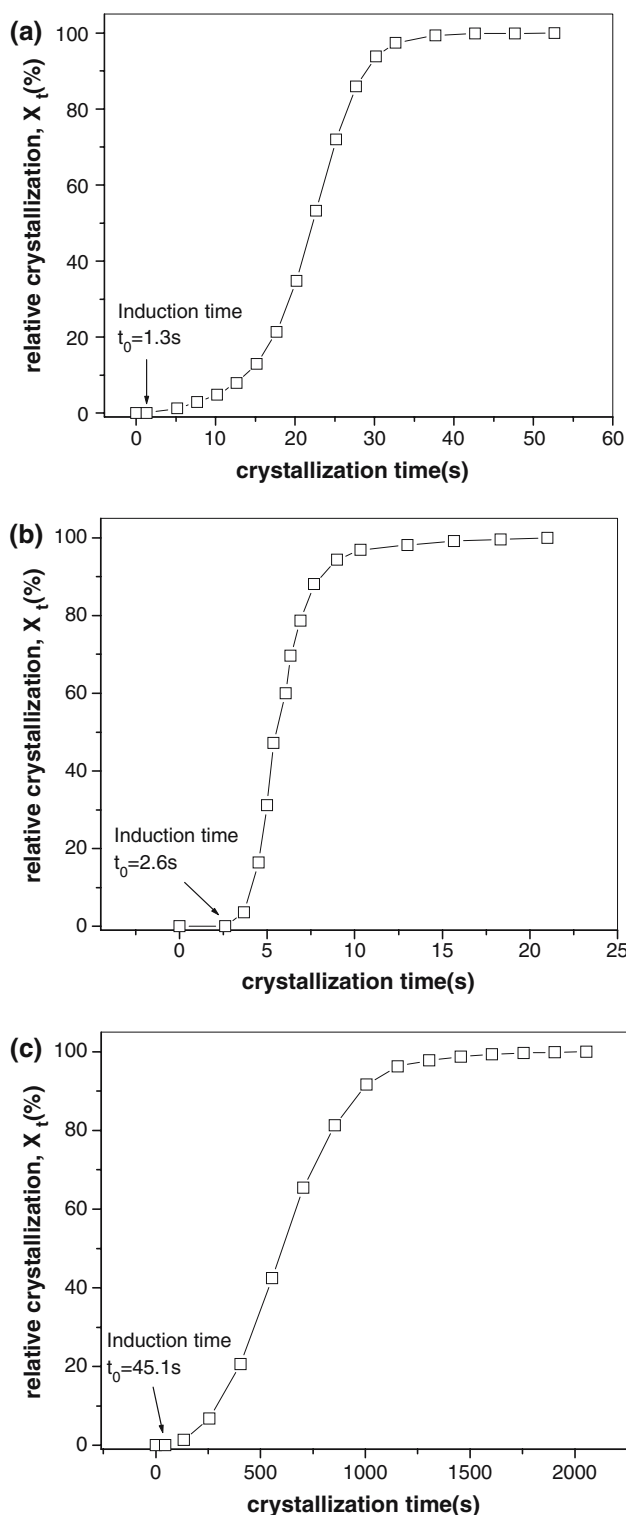 (a)
100
80
60
40
20
0
relative crystallization, X t(%)
Induction time
t0=1.3s
0 10 20 30 40 50 60
crystallization time(s)
(b)
100
80
60
40
20
0
relative crystallization, X t(%)
Induction time
t0=2.6s
0 5 10 15 20 25
crystallization time(s)
(c)
100
80
60
40
20
0
relative crystallization, X t(%)
Induction time
t0=45.1s
0 500 1000 1500 2000
crystallization time(s)